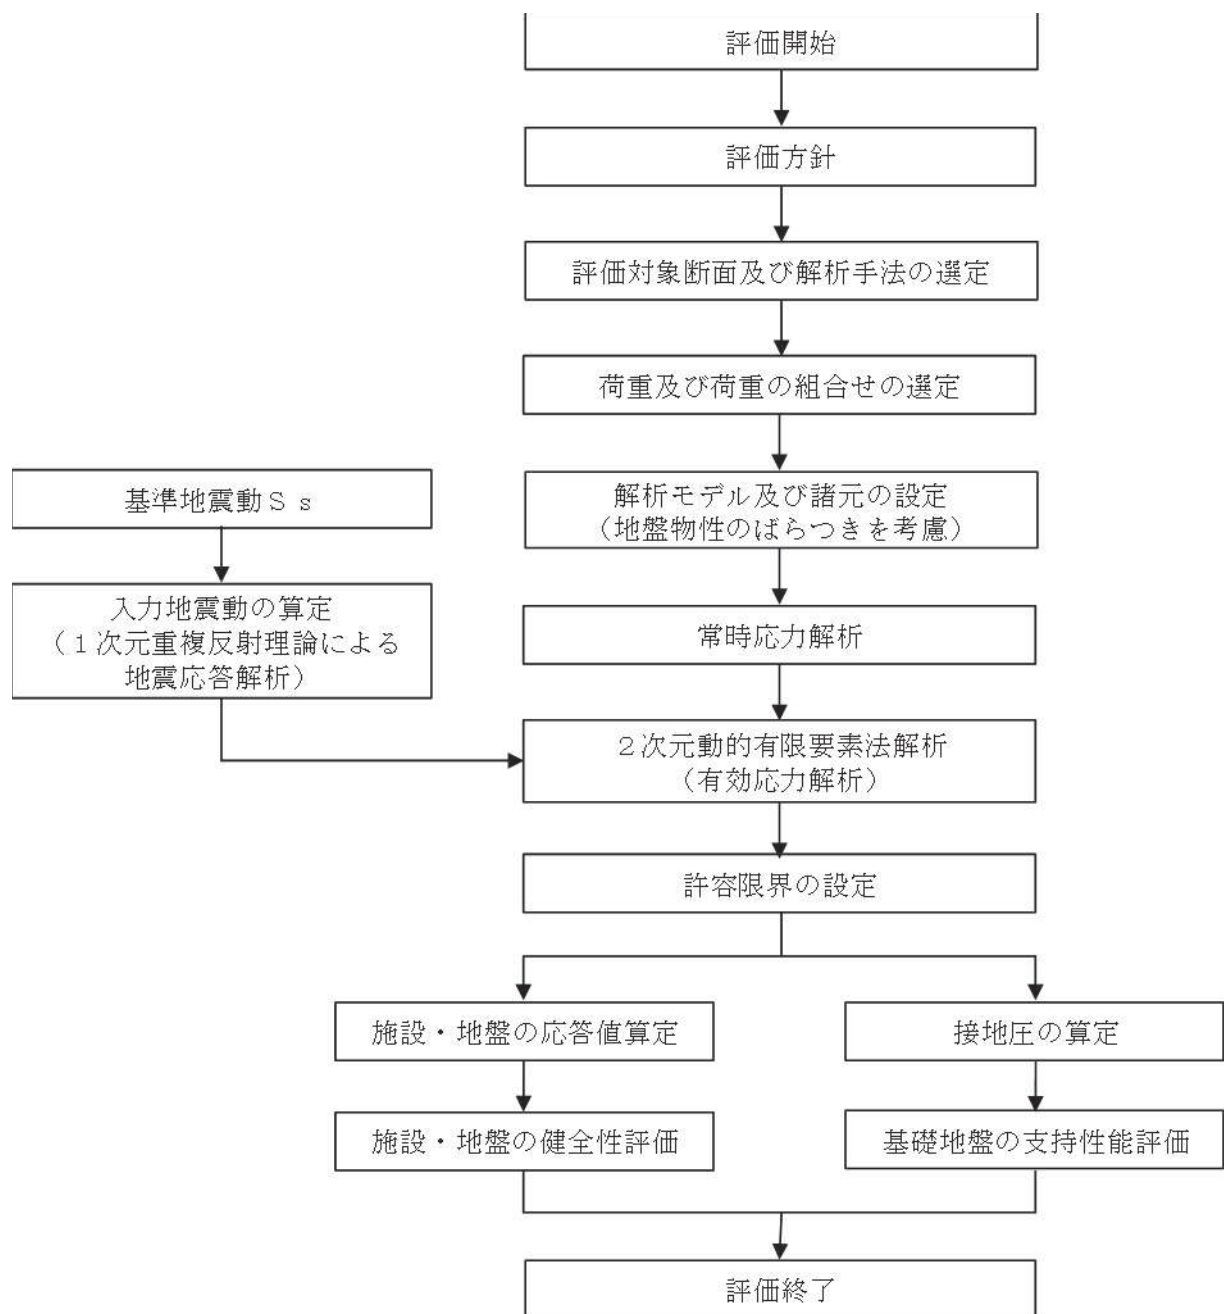 評価開始
評価方針
評価対象断面及び解析手法の選定
荷重及び荷重の組合せの選定
解析モデル及び諸元の設定
（地盤物性のばらつきを考慮）
基準地震動Ｓｓ
入力地震動の算定
（１次元重複反射理論による
地震応答解析）
常時応力解析
２次元動的有限要素法解析
（有効応力解析）
許容限界の設定
施設・地盤の応答値算定
接地圧の算定
施設・地盤の健全性評価
基礎地盤の支持性能評価
評価終了